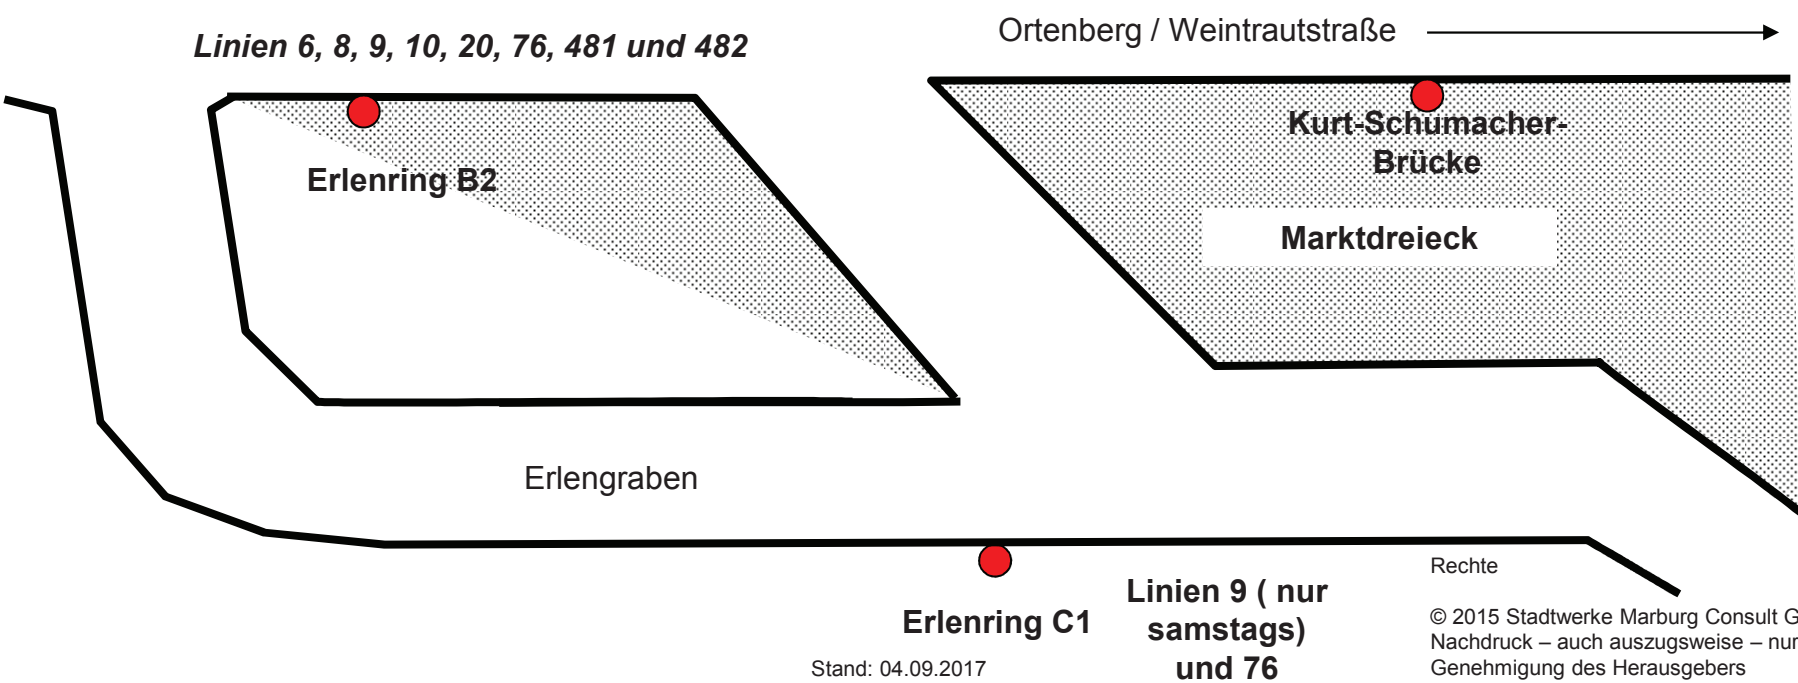 Ortenberg / Weintrautstraße
Linien 6, 8, 9, 10, 20, 76, 481 und 482
Kurt-Schumacher-
Brücke
Erlenring B2
Marktdreieck
Erlengraben
Erlenring C1
Linien 9 ( nur
samstags)
und 76
Stand: 04.09.2017
Rechte
© 2015 Stadtwerke Marburg Consult G
Nachdruck – auch auszugsweise – nur
Genehmigung des Herausgebers